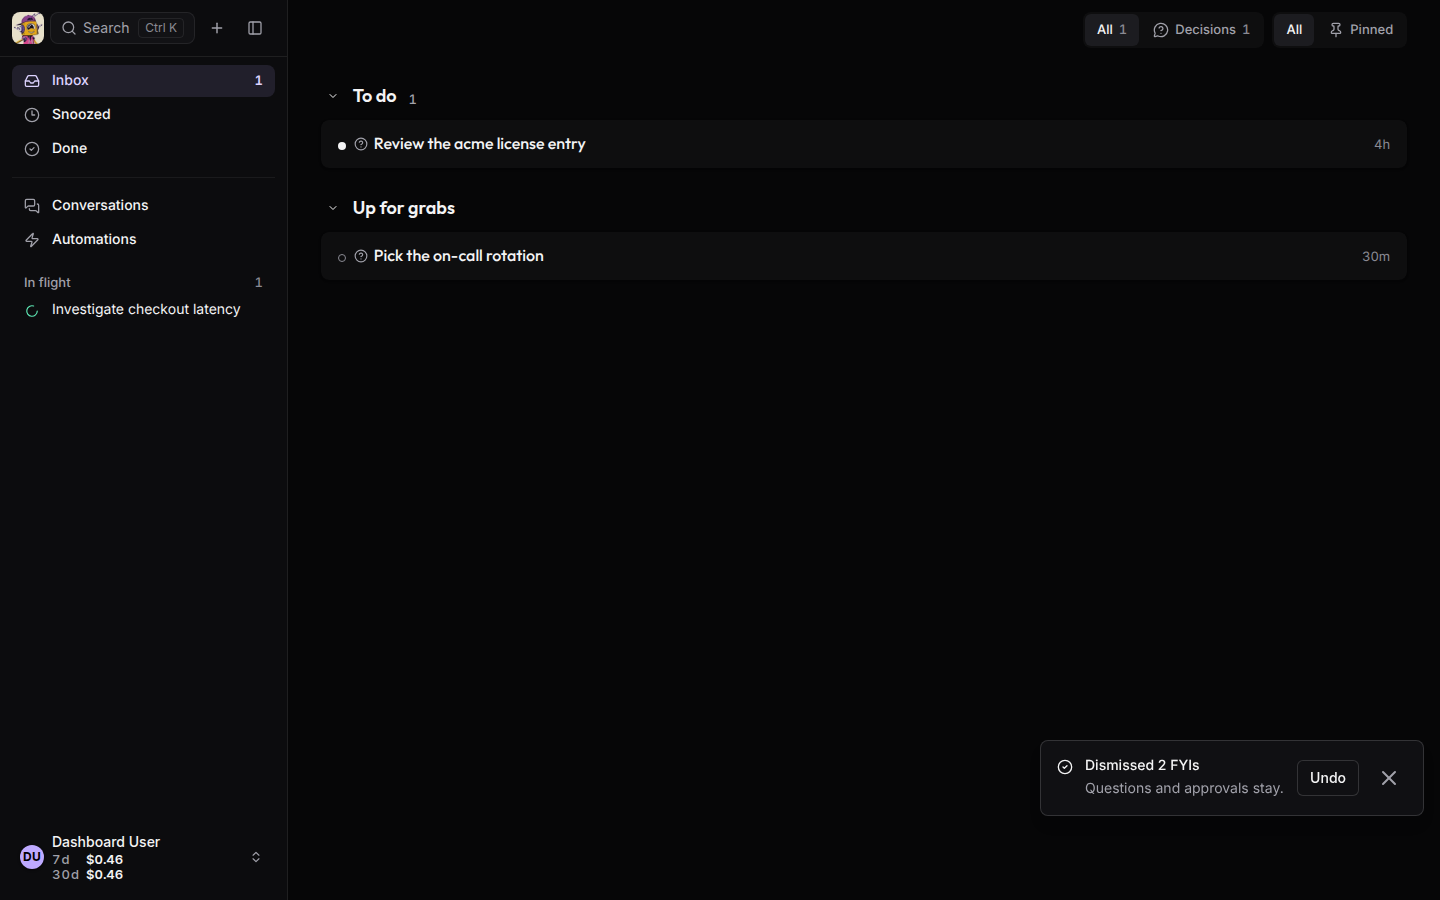 Search Ctrl K
Inbox 1
Snoozed
Done
Conversations
Automations
In flight 1
Investigate checkout latency
Dashboard User
DU
7d $0.46
30d $0.46
All 1 Decisions 1 All Pinned
To do 1
Review the acme license entry 4h
Up for grabs
Pick the on-call rotation 30m
Dismissed 2 FYIs
Questions and approvals stay.
Undo